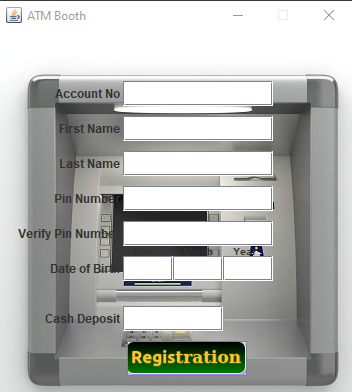 ATM Booth
Account No
First Name
Last Name
Pin Number
Verify Pin Number
Year
Date of Birth
Cash Deposit
Registration